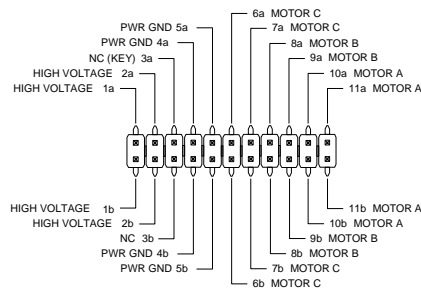 6a MOTOR C
PWR GND 5a 7a MOTOR C
PWR GND 4a 8a MOTOR B
NC (KEY) 3a 9a MOTOR B
HIGH VOLTAGE 2a 10a MOTOR A
HIGH VOLTAGE 1a 11a MOTOR A
HIGH VOLTAGE 1b 11b MOTOR A
HIGH VOLTAGE 2b 10b MOTOR A
NC 3b 9b MOTOR B
PWR GND 4b 8b MOTOR B
PWR GND 5b 7b MOTOR C
6b MOTOR C